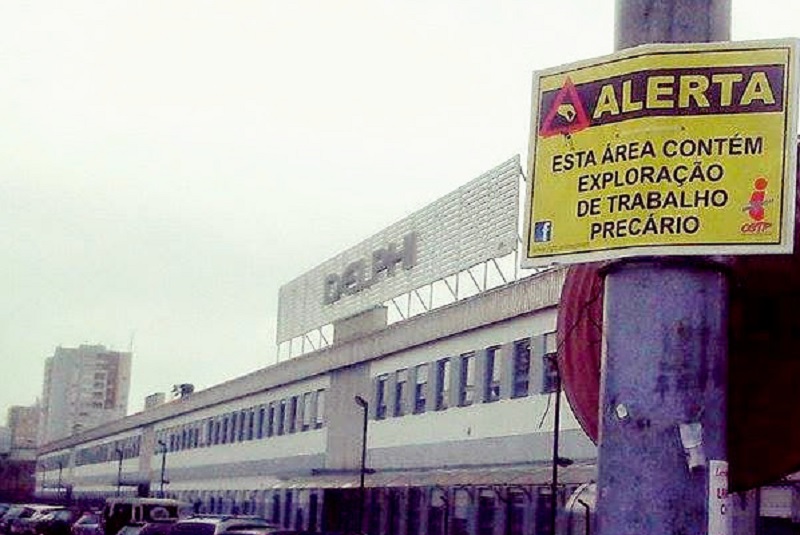 ALERTA
ESTA ÁREA CONTÉM
EXPLORAÇÃO
DE TRABALHO
PRECÁRIO
CGTP
DELPHI